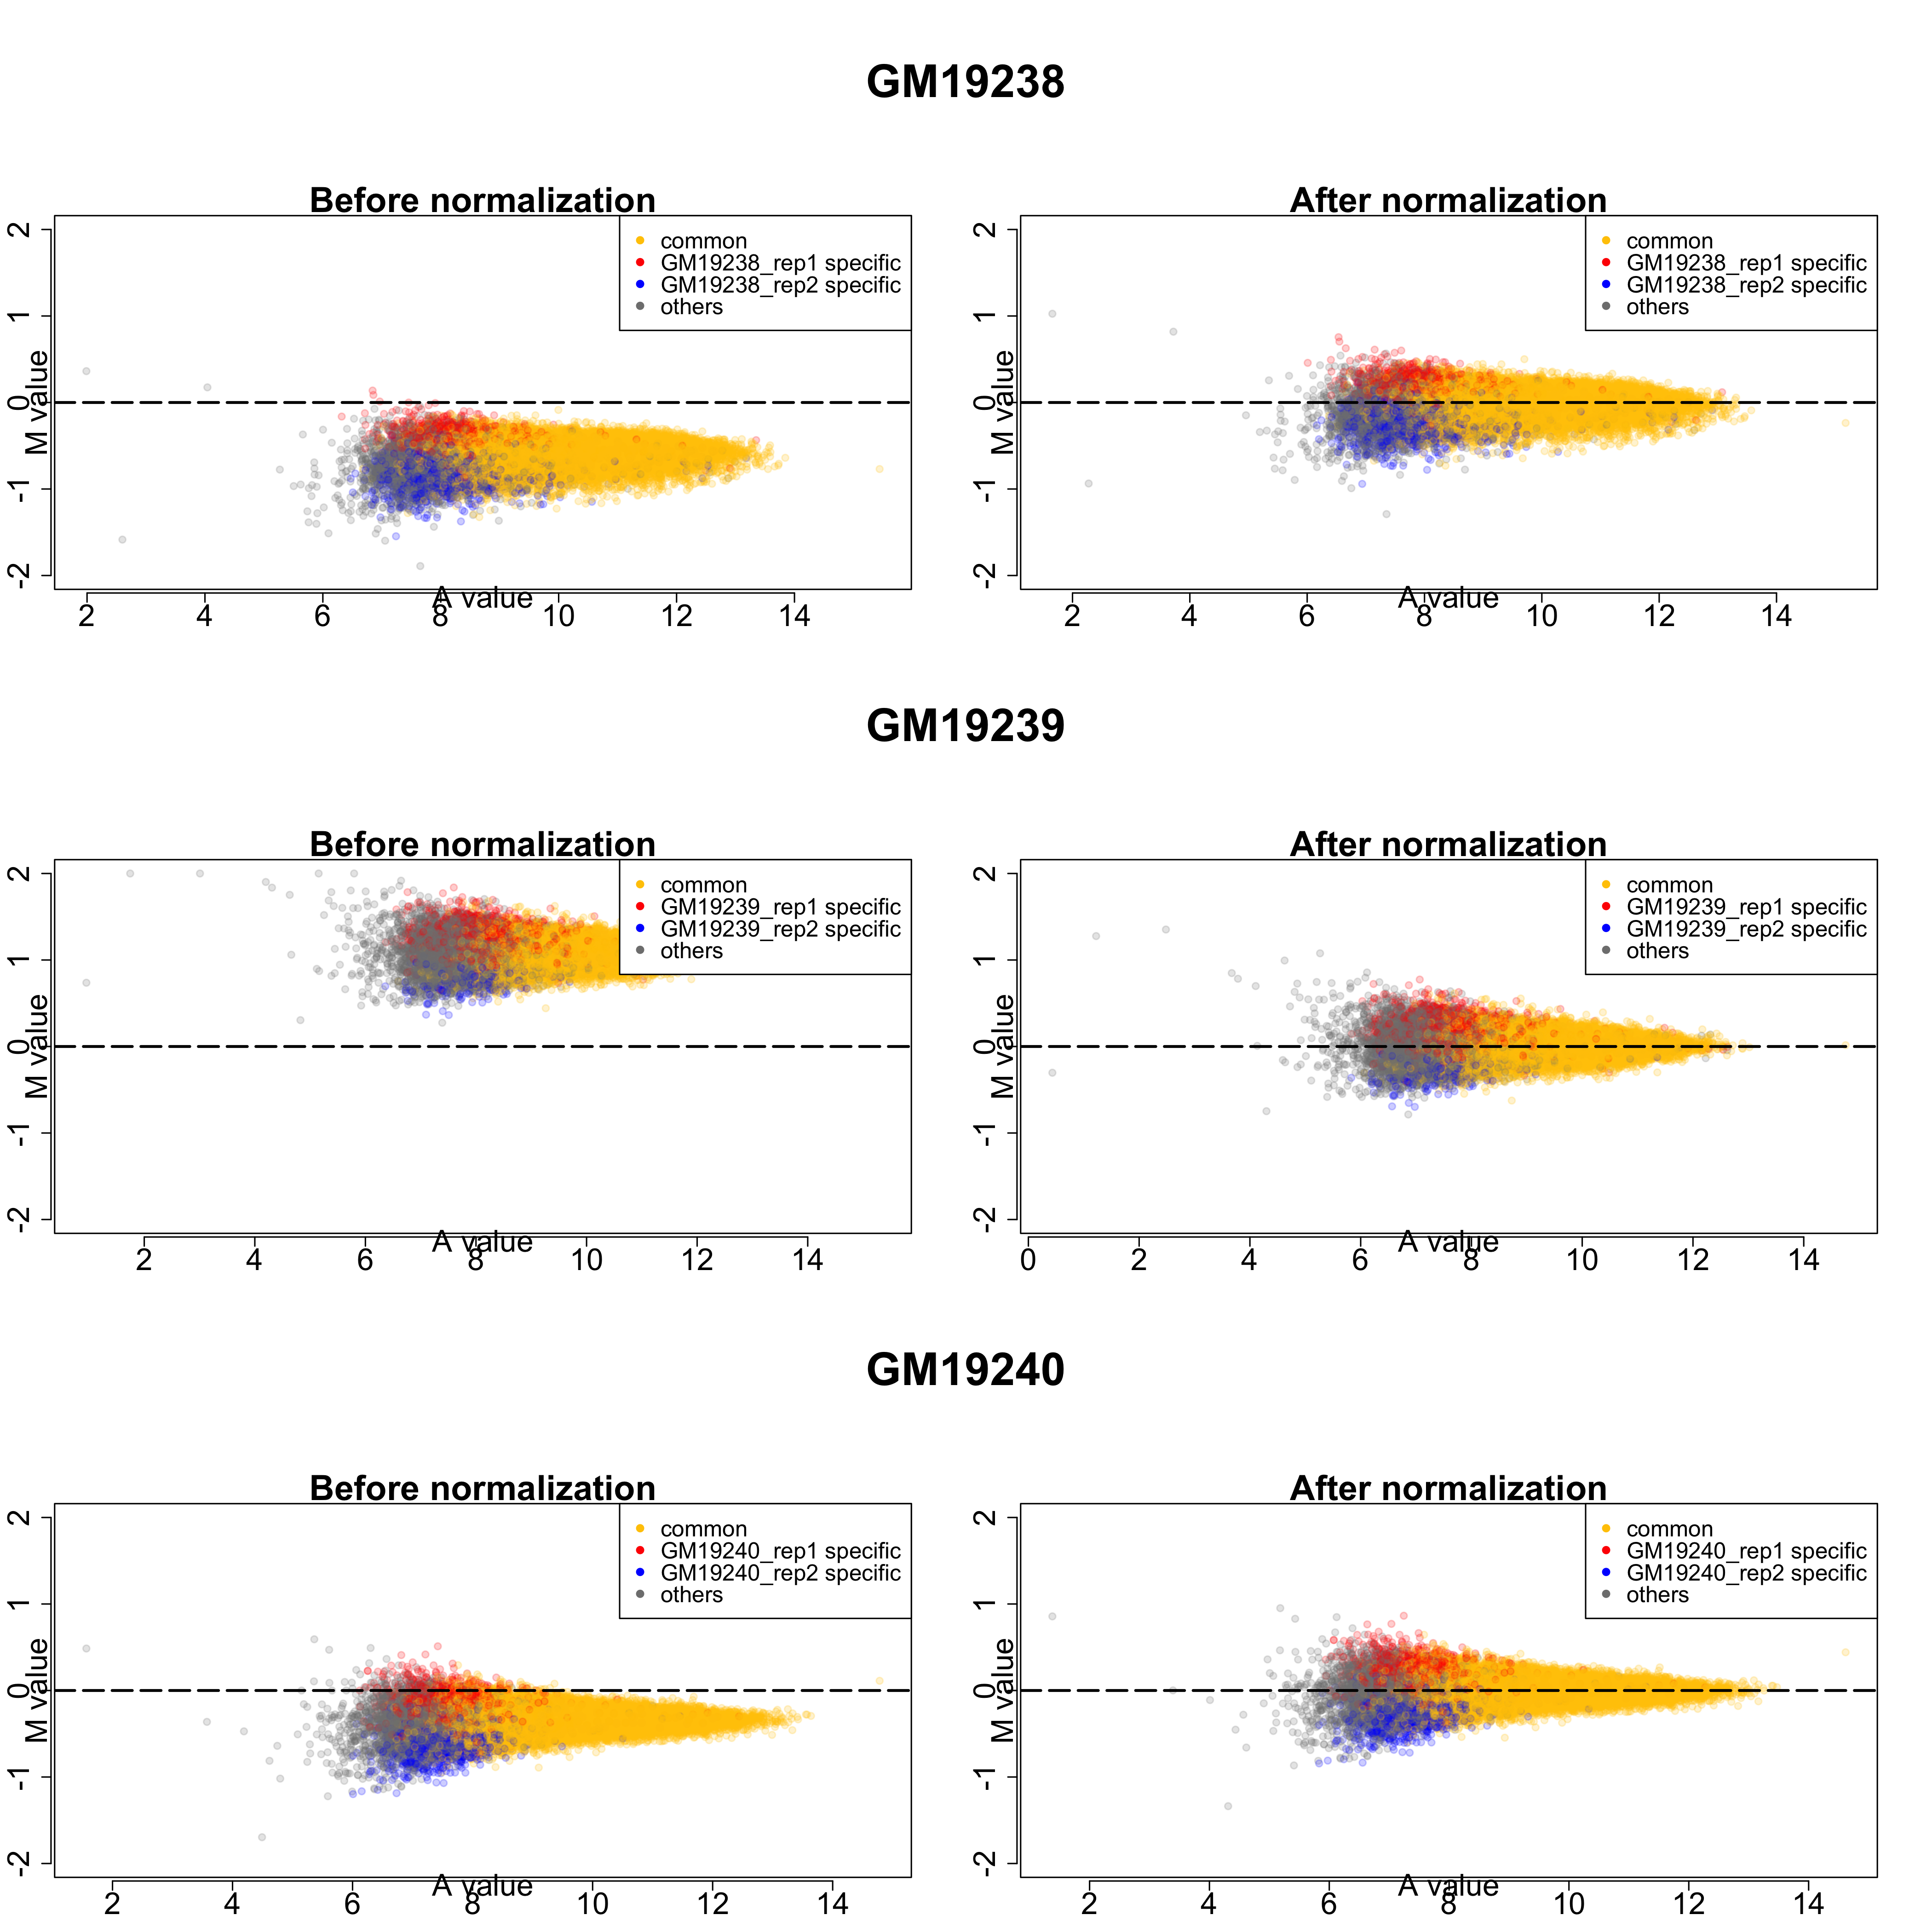 GM19238
Before normalization
common
GM19238_rep1 specific
GM19238_rep2 specific
others
M value
2
1
0
-1
-2
2 4 6 8 10 12 14
A value
After normalization
common
GM19238_rep1 specific
GM19238_rep2 specific
others
M value
2
1
0
-1
-2
2 4 6 8 10 12 14
A value
GM19239
Before normalization
common
GM19239_rep1 specific
GM19239_rep2 specific
others
M value
2
1
0
-1
-2
2 4 6 8 10 12 14
A value
After normalization
common
GM19239_rep1 specific
GM19239_rep2 specific
others
M value
2
1
0
-1
-2
0 2 4 6 8 10 12 14
A value
GM19240
Before normalization
common
GM19240_rep1 specific
GM19240_rep2 specific
others
M value
2
1
0
-1
-2
2 4 6 8 10 12 14
A value
After normalization
common
GM19240_rep1 specific
GM19240_rep2 specific
others
M value
2
1
0
-1
-2
2 4 6 8 10 12 14
A value